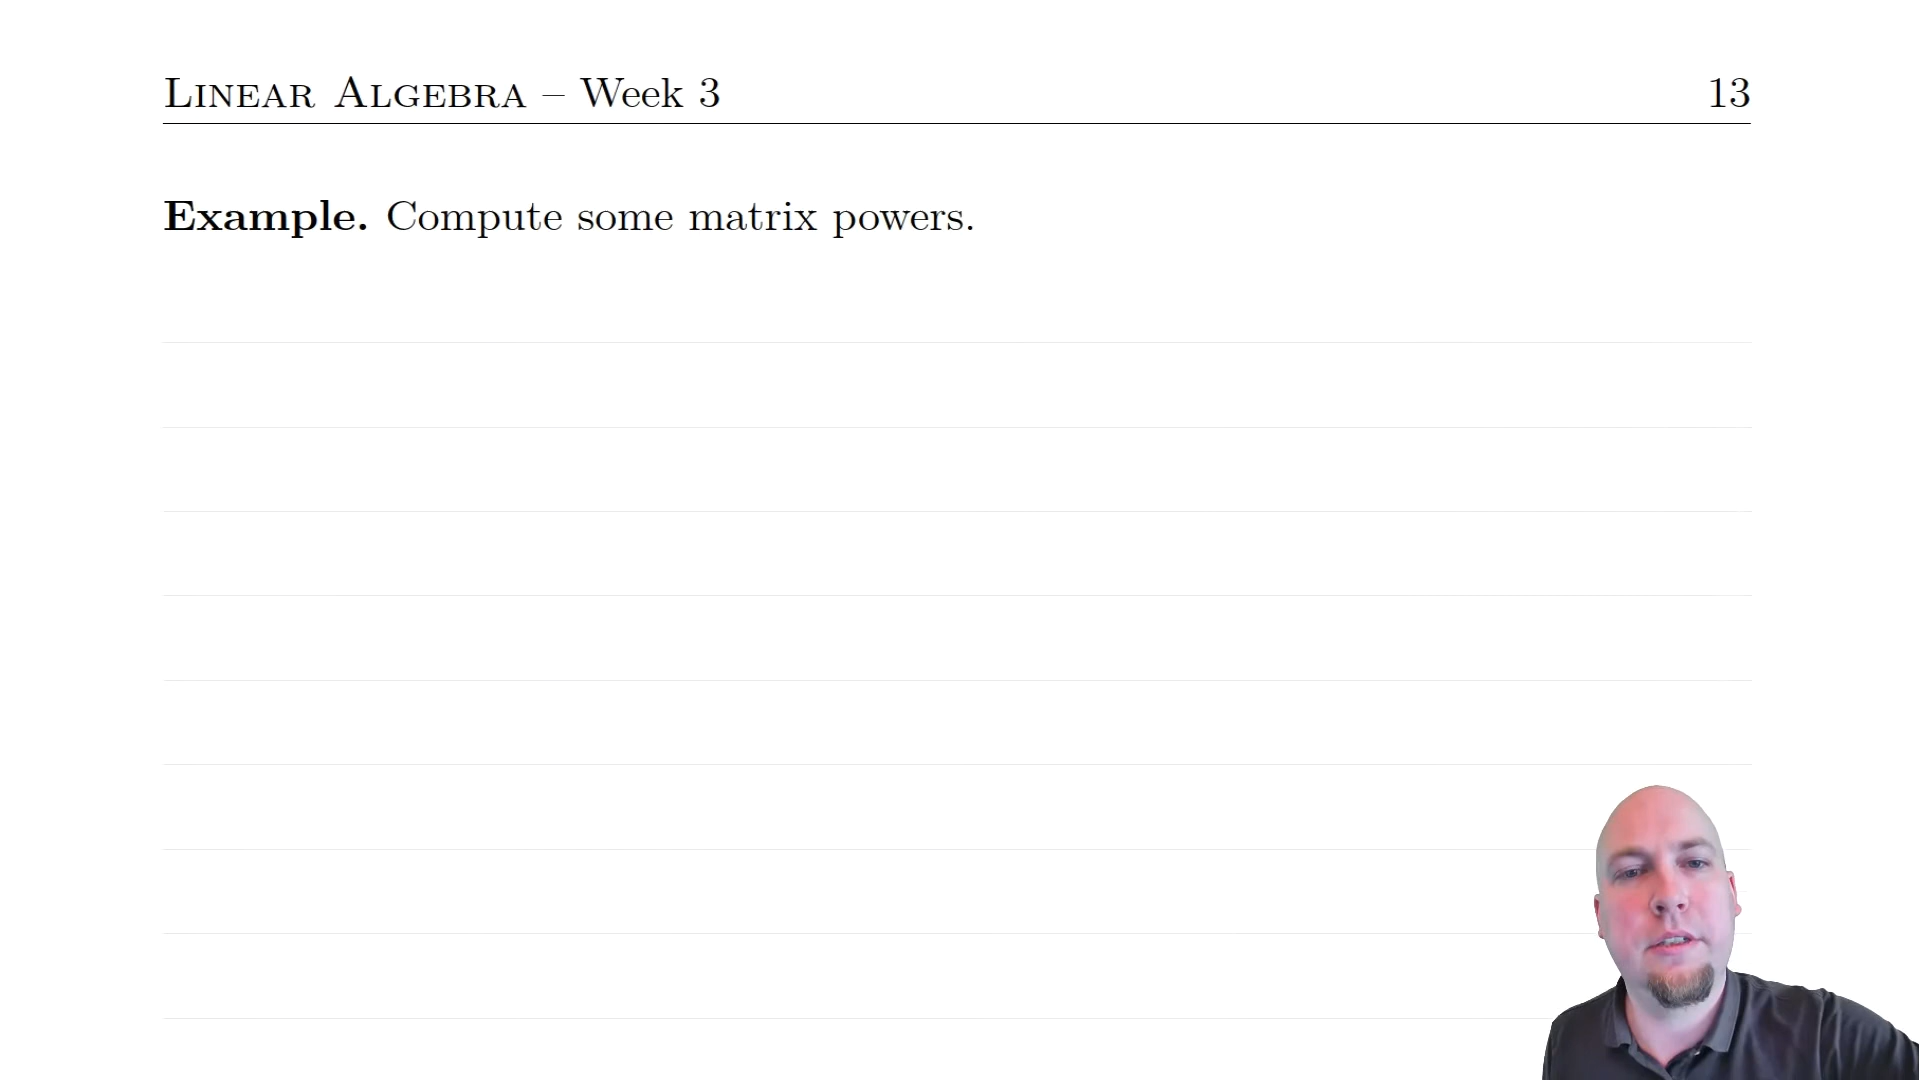 Linear Algebra – Week 3 13
Example. Compute some matrix powers.